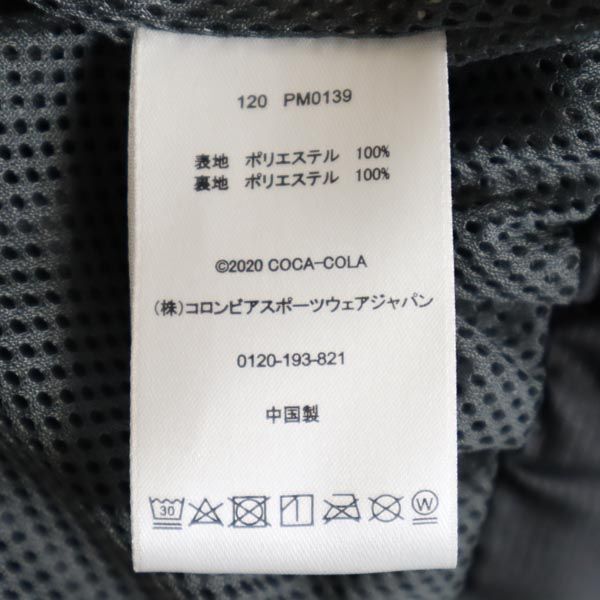 120 PM0139
表地 ポリエステル 100%
裏地 ポリエステル 100%
©2020 COCA-COLA
(株)コロンビアスポーツウェアジャパン
0120-193-821
中国製
30
W